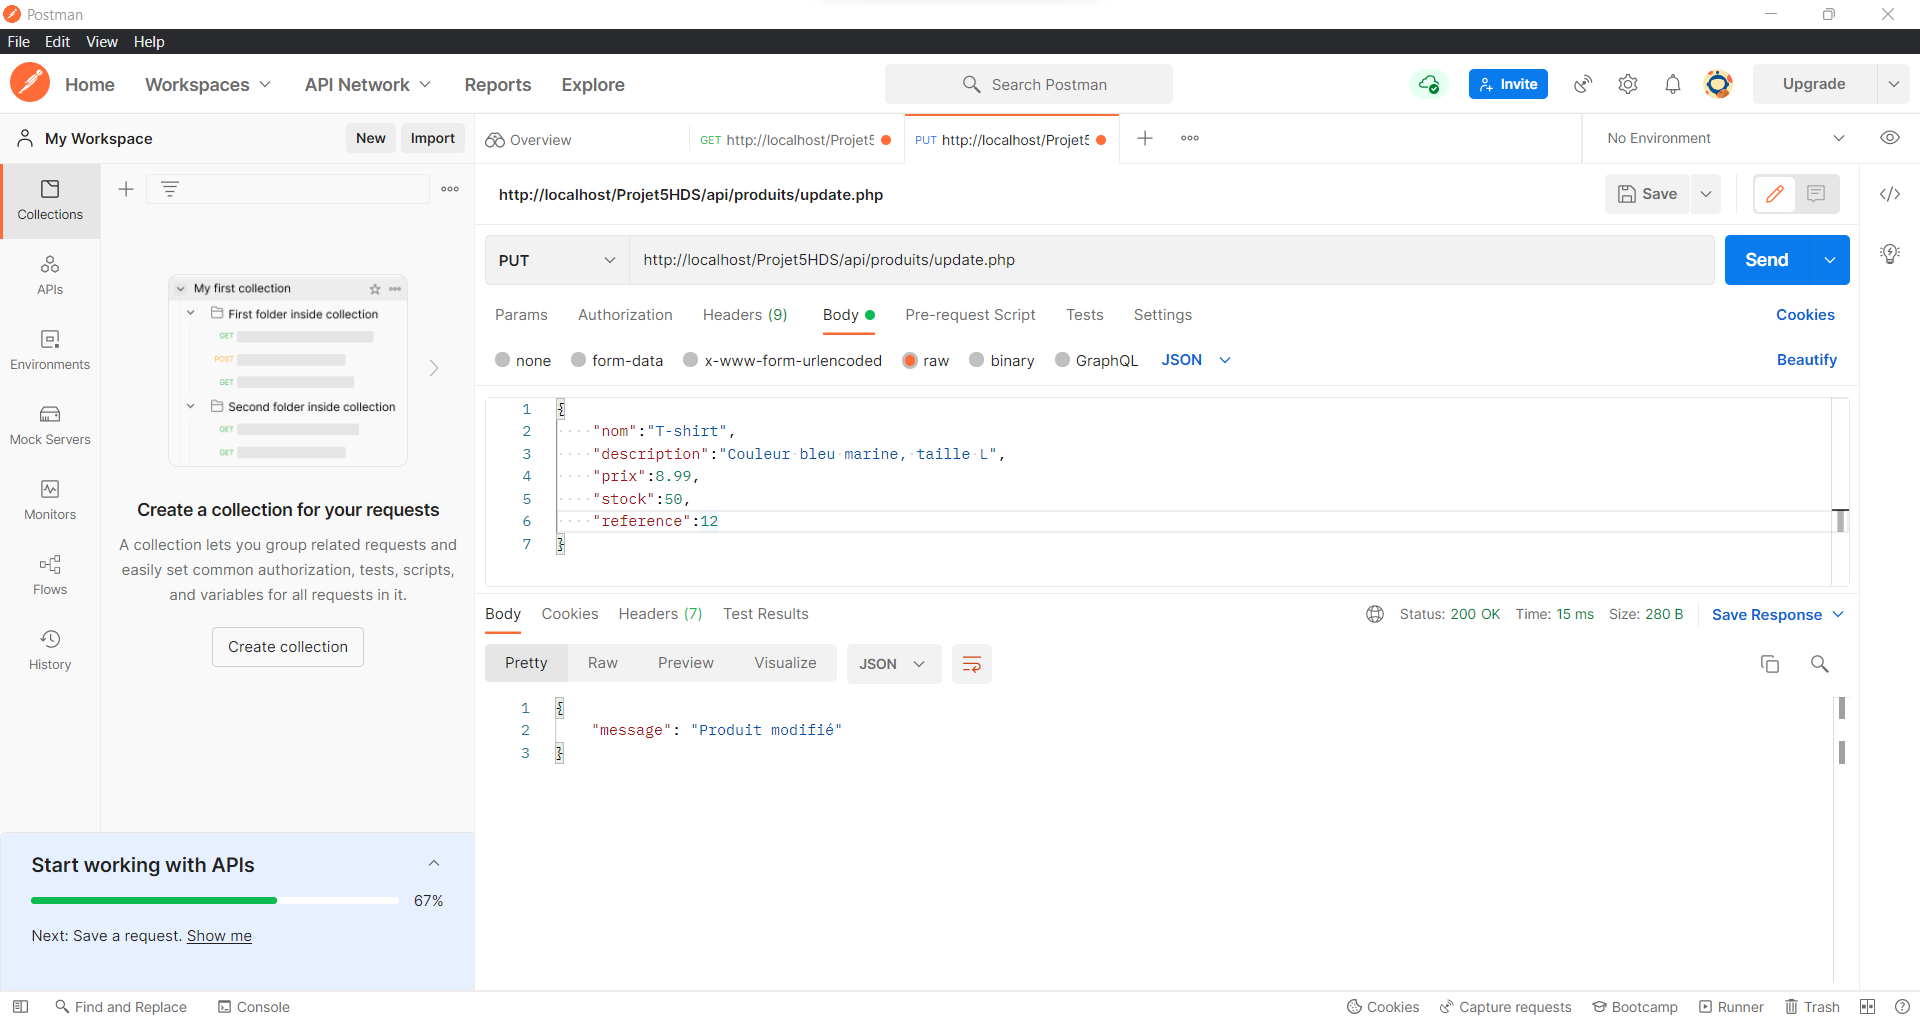 Postman
File Edit View Help
Home Workspaces API Network Reports Explore Search Postman Invite Upgrade
My Workspace New Import Overview GET http://localhost/Projet5 PUT http://localhost/Projet5 No Environment
Collections
APIs
Environments
Mock Servers
Monitors
Flows
History
My first collection
First folder inside collection
GET
POST
GET
Second folder inside collection
GET
GET
Create a collection for your requests
A collection lets you group related requests and
easily set common authorization, tests, scripts,
and variables for all requests in it.
Create collection
Start working with APIs
67%
Next: Save a request. Show me
http://localhost/Projet5HDS/api/produits/update.php Save
PUT http://localhost/Projet5HDS/api/produits/update.php Send
Params Authorization Headers (9) Body Pre-request Script Tests Settings Cookies
none form-data x-www-form-urlencoded raw binary GraphQL JSON Beautify
1 {
2 "nom":"T-shirt",
3 "description":"Couleur bleu marine, taille L",
4 "prix":8.99,
5 "stock":50,
6 "reference":12
7 }
Body Cookies Headers (7) Test Results Status: 200 OK Time: 15 ms Size: 280 B Save Response
Pretty Raw Preview Visualize JSON
1 {
2 "message": "Produit modifié"
3 }
Find and Replace Console Cookies Capture requests Bootcamp Runner Trash